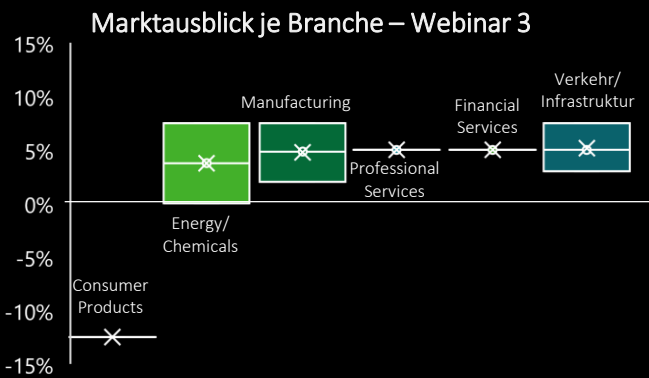 Marktausblick je Branche – Webinar 3
15%
10%
5%
0%
-5%
-10%
-15%
Consumer
Products
Energy/
Chemicals
Manufacturing
Professional
Services
Financial
Services
Verkehr/
Infrastruktur